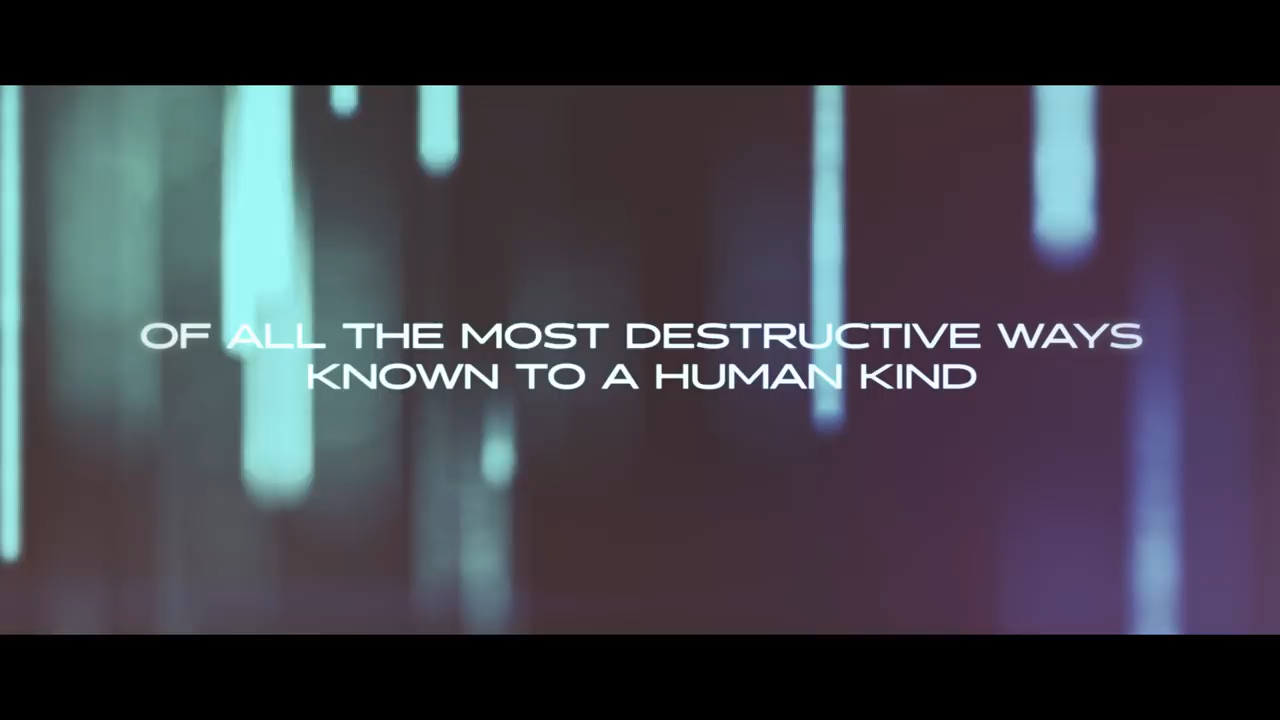 OF ALL THE MOST DESTRUCTIVE WAYS
KNOWN TO A HUMAN KIND